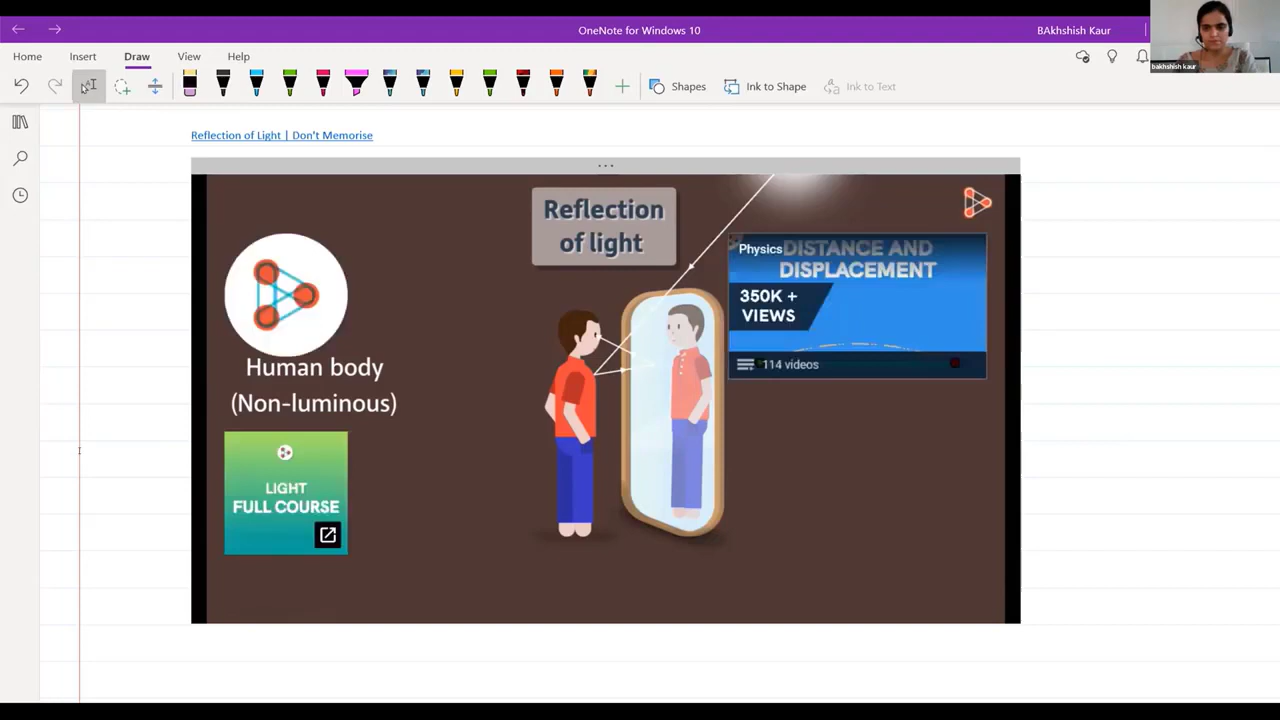 OneNote for Windows 10
BAkhshish Kaur
Home
Insert
Draw
View
Help
bakhshish kaur
Shapes
Ink to Shape
Ink to Text
Reflection of Light | Don't Memorise
Reflection
of light
Physics
DISTANCE AND
DISPLACEMENT
350K +
VIEWS
114 videos
Human body
(Non-luminous)
LIGHT
FULL COURSE